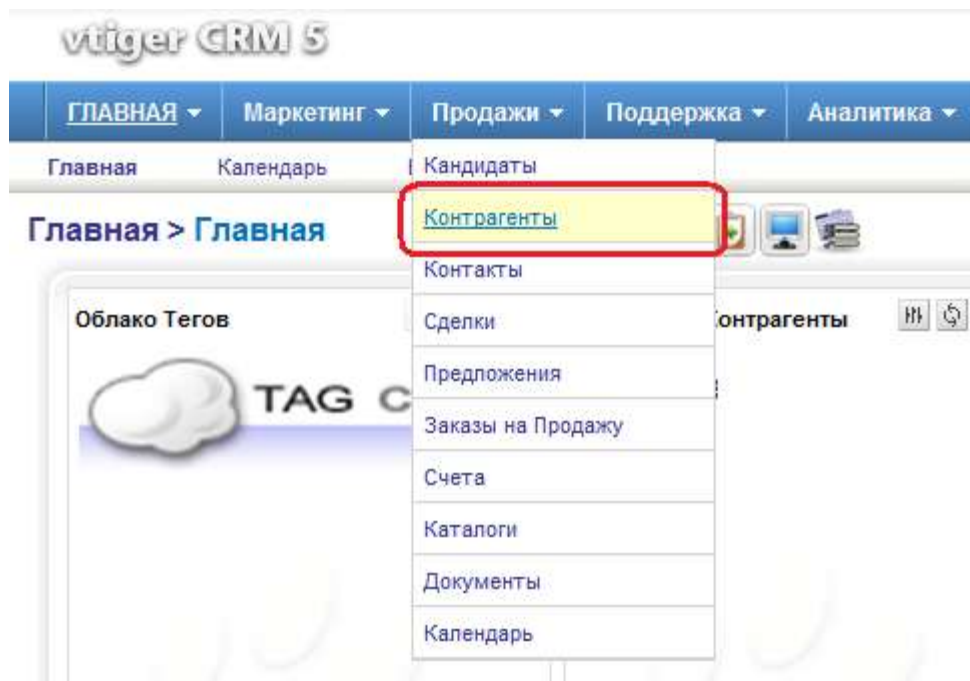 vtiger CRM 5
ГЛАВНАЯ Маркетинг Продажи Поддержка Аналитика
Главная Календарь
Кандидаты
Главная > Главная
Контрагенты
Контакты
Облако Тегов
Сделки
Предложения
TAG
Заказы на Продажу
Счета
Каталоги
Документы
Календарь